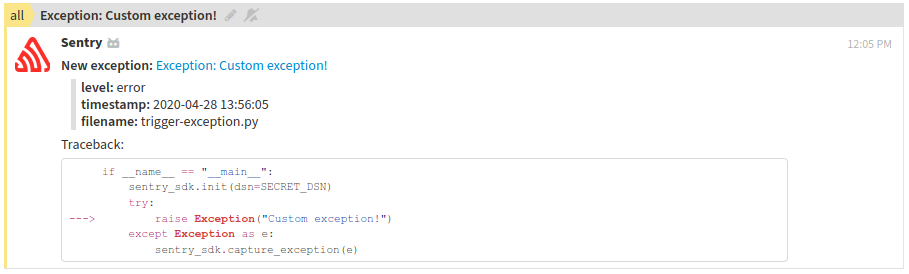 all Exception: Custom exception!
Sentry 12:05 PM
New exception: Exception: Custom exception!
level: error
timestamp: 2020-04-28 13:56:05
filename: trigger-exception.py
Traceback:
if __name__ == "__main__":
sentry_sdk.init(dsn=SECRET_DSN)
try:
---> raise Exception("Custom exception!")
except Exception as e:
sentry_sdk.capture_exception(e)